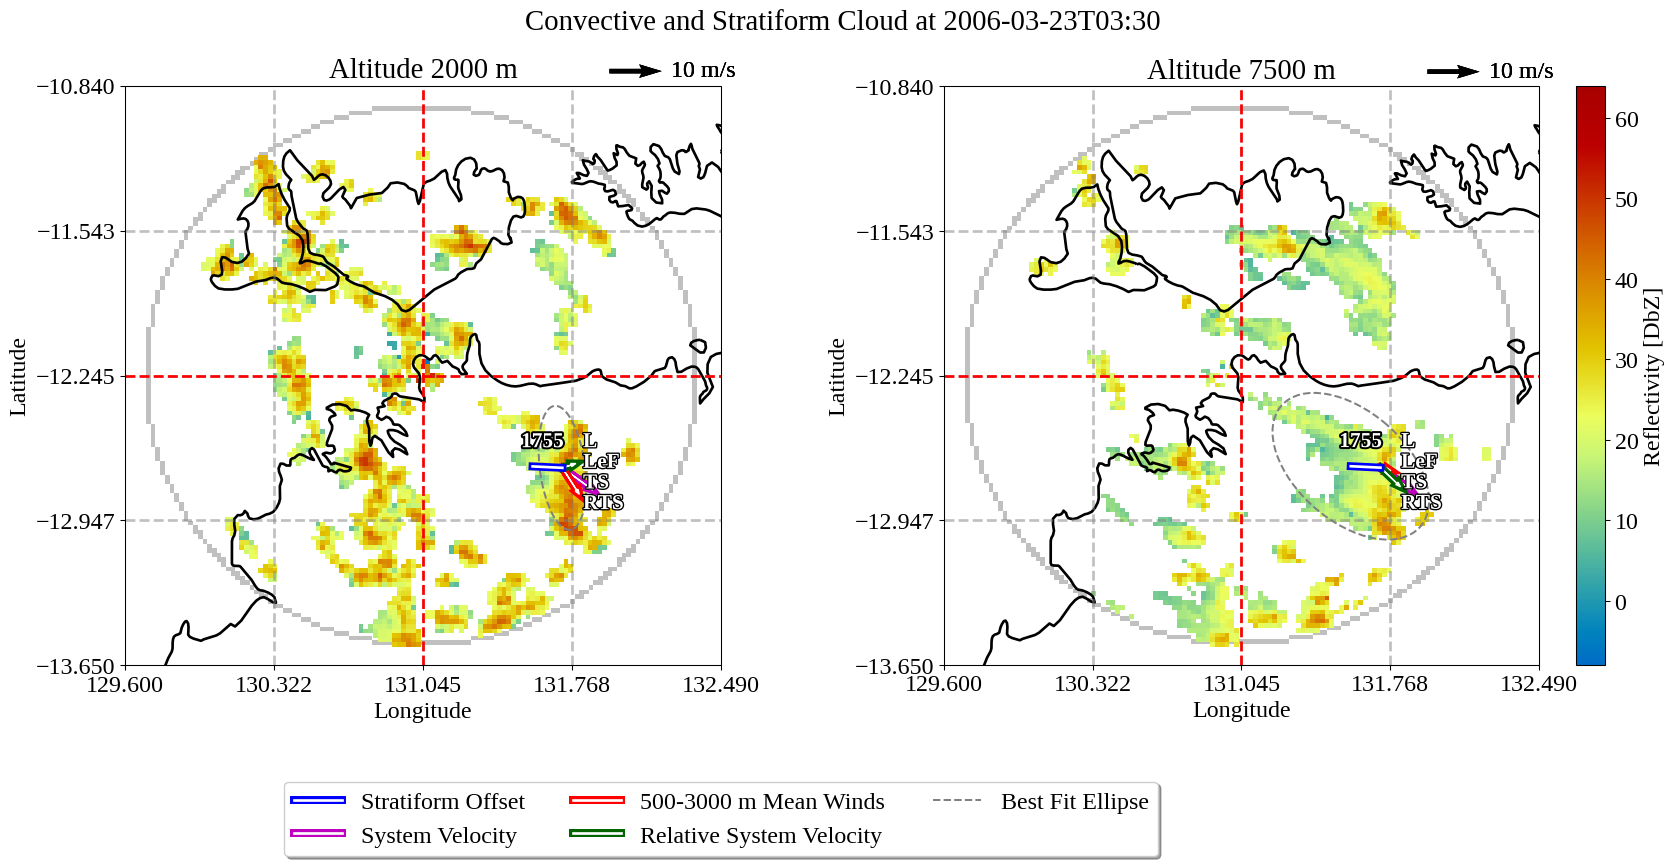 Convective and Stratiform Cloud at 2006-03-23T03:30
Altitude 2000 m
10 m/s
−10.840
−11.543
−12.245
−12.947
−13.650
129.600
130.322
131.045
131.768
132.490
Latitude
Longitude
1755
L
LeF
TS
RTS
Altitude 7500 m
10 m/s
−10.840
−11.543
−12.245
−12.947
−13.650
129.600
130.322
131.045
131.768
132.490
Latitude
Longitude
1755
L
LeF
TS
RTS
60
50
40
30
20
10
0
Reflectivity [DbZ]
Stratiform Offset
System Velocity
500-3000 m Mean Winds
Relative System Velocity
Best Fit Ellipse